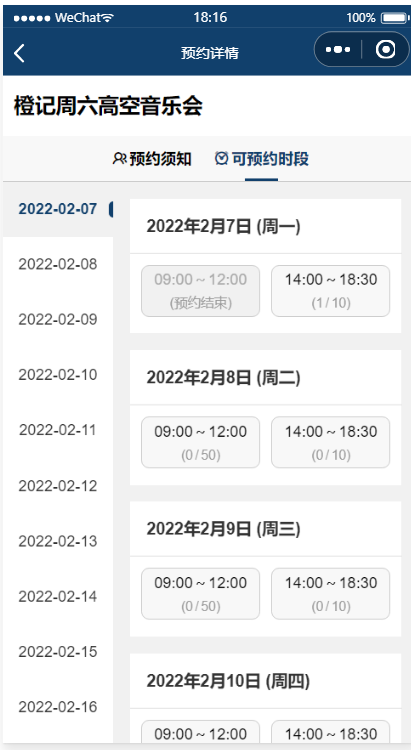 WeChat 18:16 100%
预约详情
橙记周六高空音乐会
预约须知 可预约时段
2022-02-07
2022-02-08
2022-02-09
2022-02-10
2022-02-11
2022-02-12
2022-02-13
2022-02-14
2022-02-15
2022-02-16
2022年2月7日 (周一)
09:00 ~ 12:00 14:00 ~ 18:30
(预约结束) (1 / 10)
2022年2月8日 (周二)
09:00 ~ 12:00 14:00 ~ 18:30
(0 / 50) (0 / 10)
2022年2月9日 (周三)
09:00 ~ 12:00 14:00 ~ 18:30
(0 / 50) (0 / 10)
2022年2月10日 (周四)
09:00 ~ 12:00 14:00 ~ 18:30